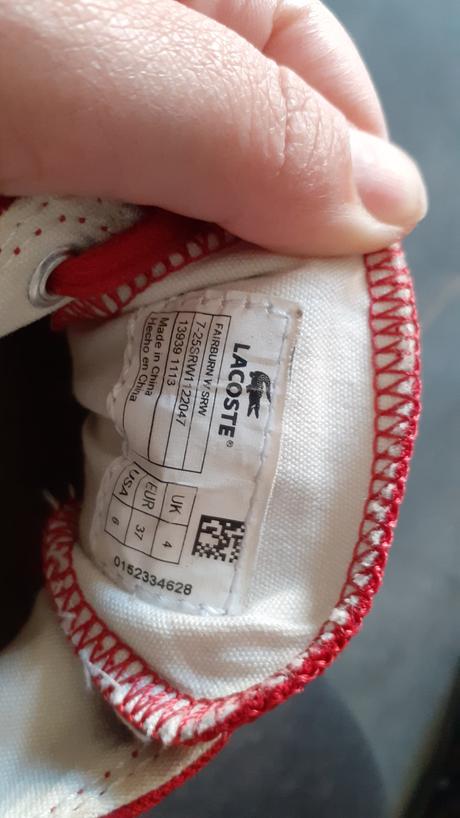 LACOSTE®
FAIRBURN W SRW
7-25SRW1122047
13939 1113
Made in China
Hecho en China
UK 4
EUR 37
USA 6
0152334628